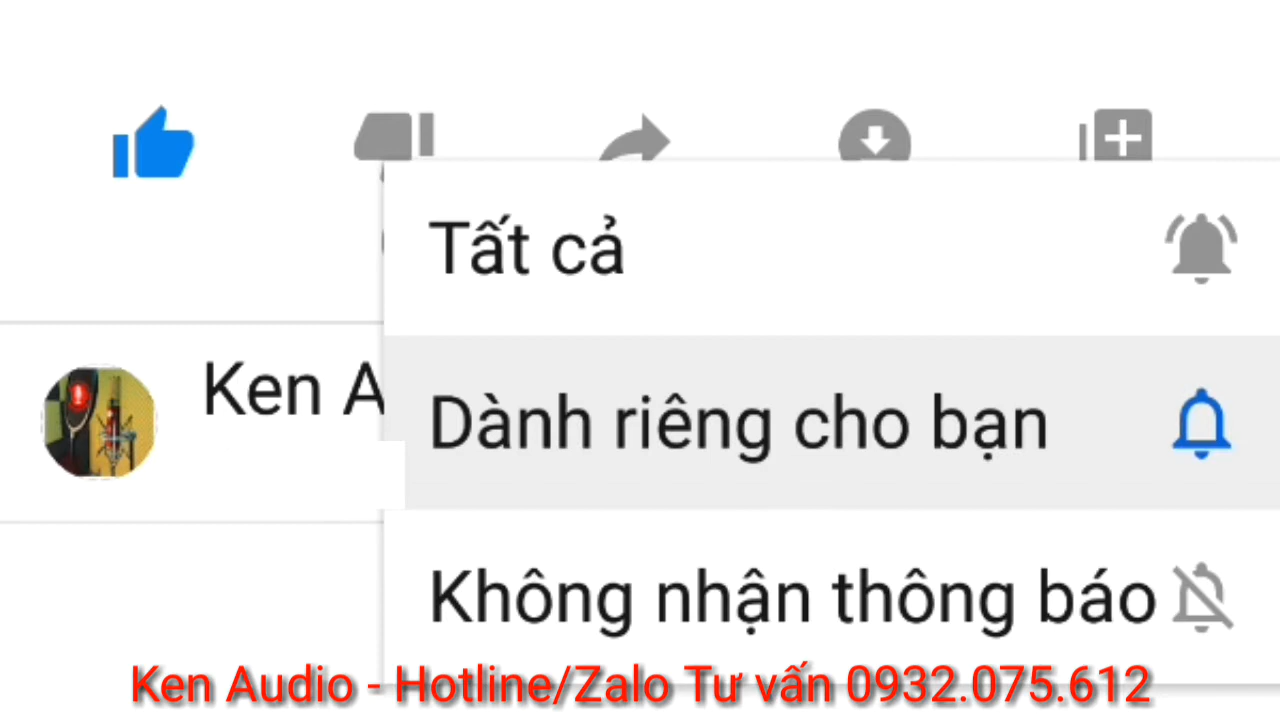 Tất cả
Ken A
Dành riêng cho bạn
Không nhận thông báo
Ken Audio - Hotline/Zalo Tư vấn 0932.075.612